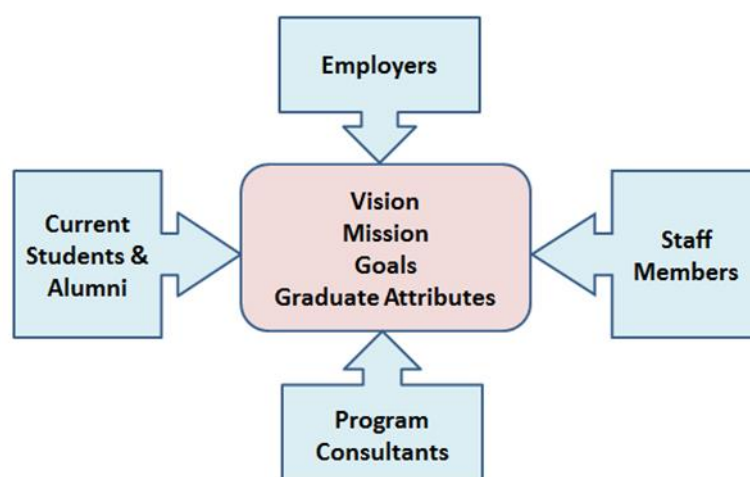 Employers
Current
Students &
Alumni
Vision
Mission
Goals
Graduate Attributes
Staff
Members
Program
Consultants